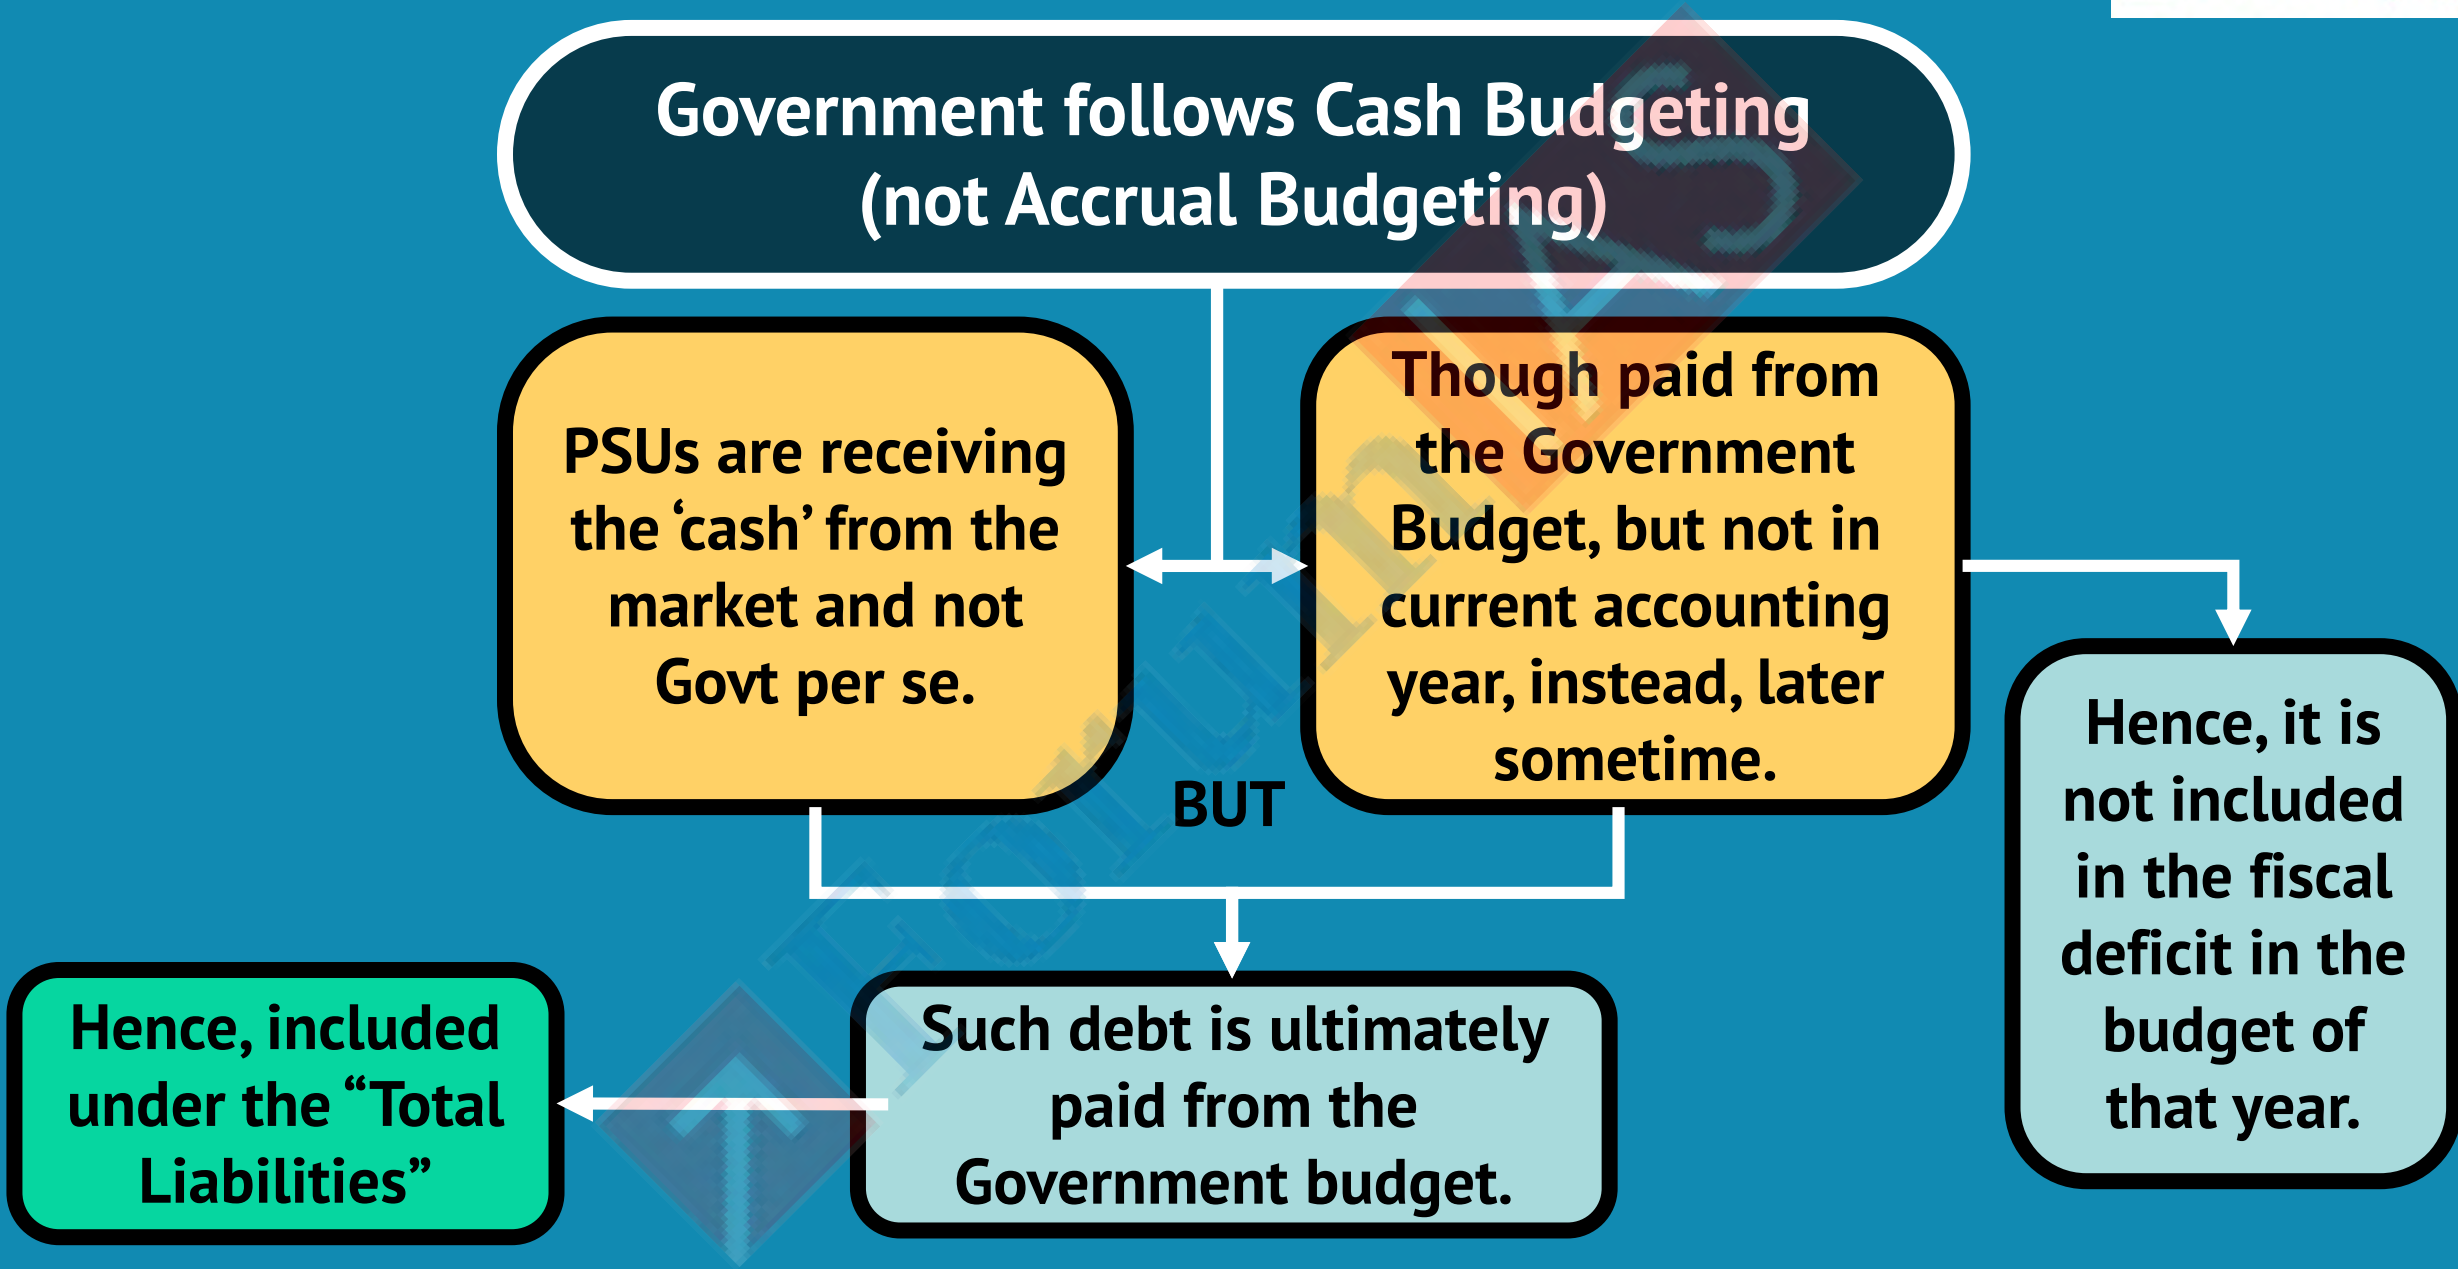 Government follows Cash Budgeting
(not Accrual Budgeting)
PSUs are receiving
the ‘cash’ from the
market and not
Govt per se.
Though paid from
the Government
Budget, but not in
current accounting
year, instead, later
sometime.
BUT
Hence, it is
not included
in the fiscal
deficit in the
budget of
that year.
Such debt is ultimately
paid from the
Government budget.
Hence, included
under the “Total
Liabilities”
Forum IAS